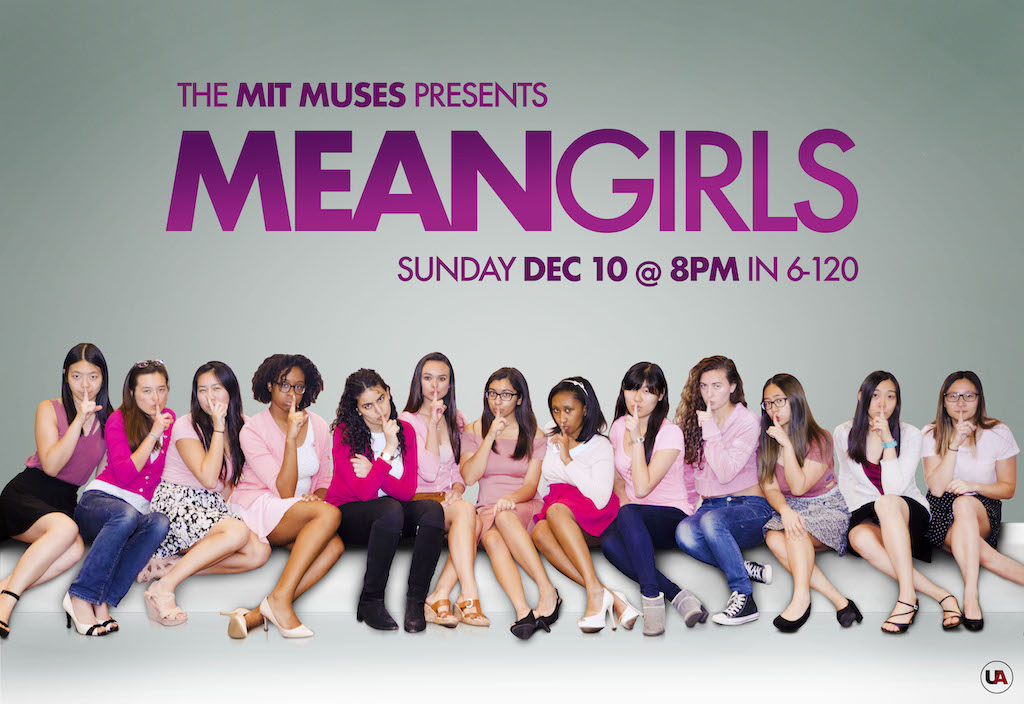 THE MIT MUSES PRESENTS
MEANGIRLS
SUNDAY DEC 10 @ 8PM IN 6-120
UA